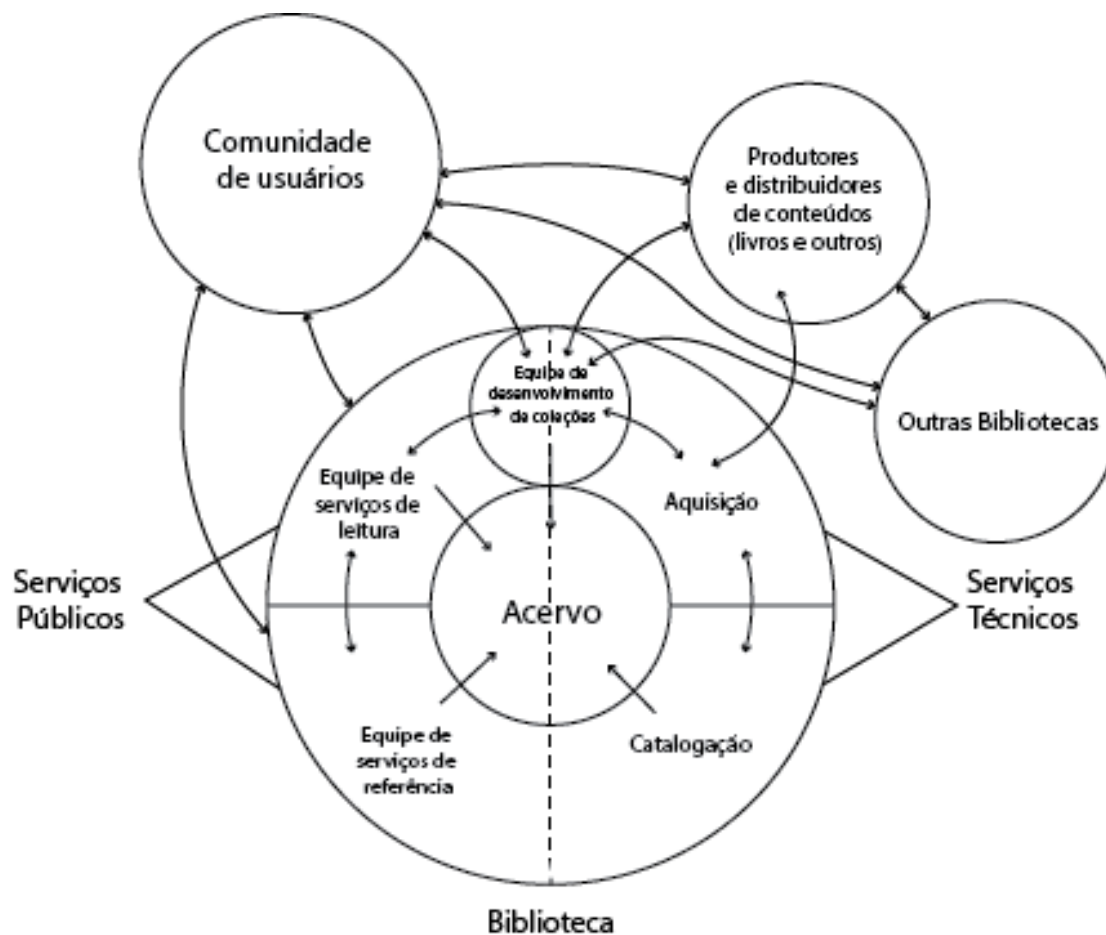 Comunidade
de usuários
Produtores
e distribuidores
de conteúdos
(livros e outros)
Equipe de
desenvolvimento
de coleções
Outras Bibliotecas
Equipe de
serviços de
leitura
Aquisição
Serviços
Públicos
Acervo
Serviços
Técnicos
Equipe de
serviços de
referência
Catalogação
Biblioteca